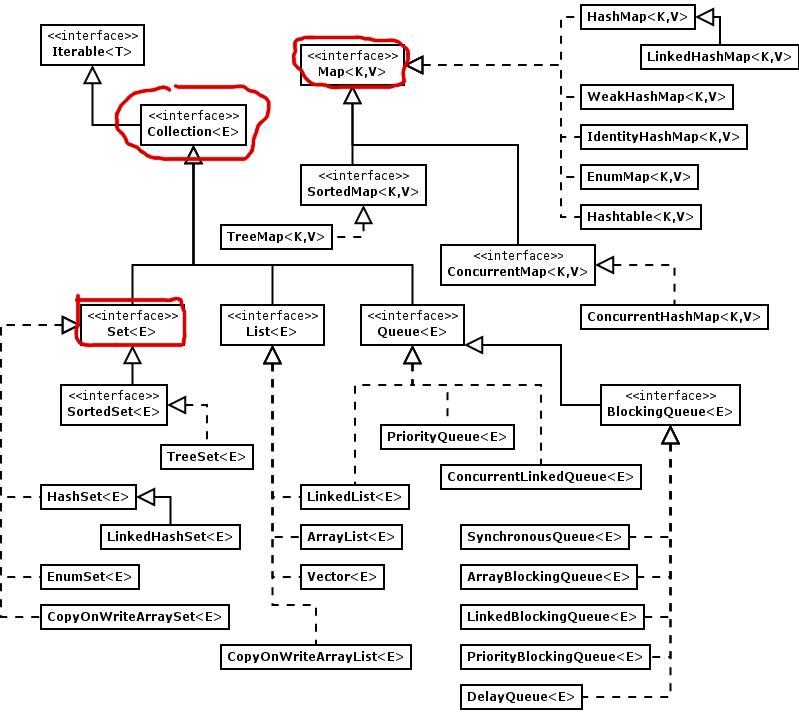 HashMap<K,V>
<<interface>>
Iterable<T>
<<interface>>
Map<K,V>
LinkedHashMap<K,V>
WeakHashMap<K,V>
<<interface>>
Collection<E>
IdentityHashMap<K,V>
<<interface>>
SortedMap<K,V>
EnumMap<K,V>
Hashtable<K,V>
TreeMap<K,V>
<<interface>>
ConcurrentMap<K,V>
<<interface>>
Set<E>
<<interface>>
List<E>
<<interface>>
Queue<E>
ConcurrentHashMap<K,V>
<<interface>>
SortedSet<E>
<<interface>>
BlockingQueue<E>
PriorityQueue<E>
TreeSet<E>
ConcurrentLinkedQueue<E>
HashSet<E>
LinkedList<E>
LinkedHashSet<E>
ArrayList<E>
SynchronousQueue<E>
EnumSet<E>
Vector<E>
ArrayBlockingQueue<E>
CopyOnWriteArraySet<E>
LinkedBlockingQueue<E>
CopyOnWriteArrayList<E>
PriorityBlockingQueue<E>
DelayQueue<E>